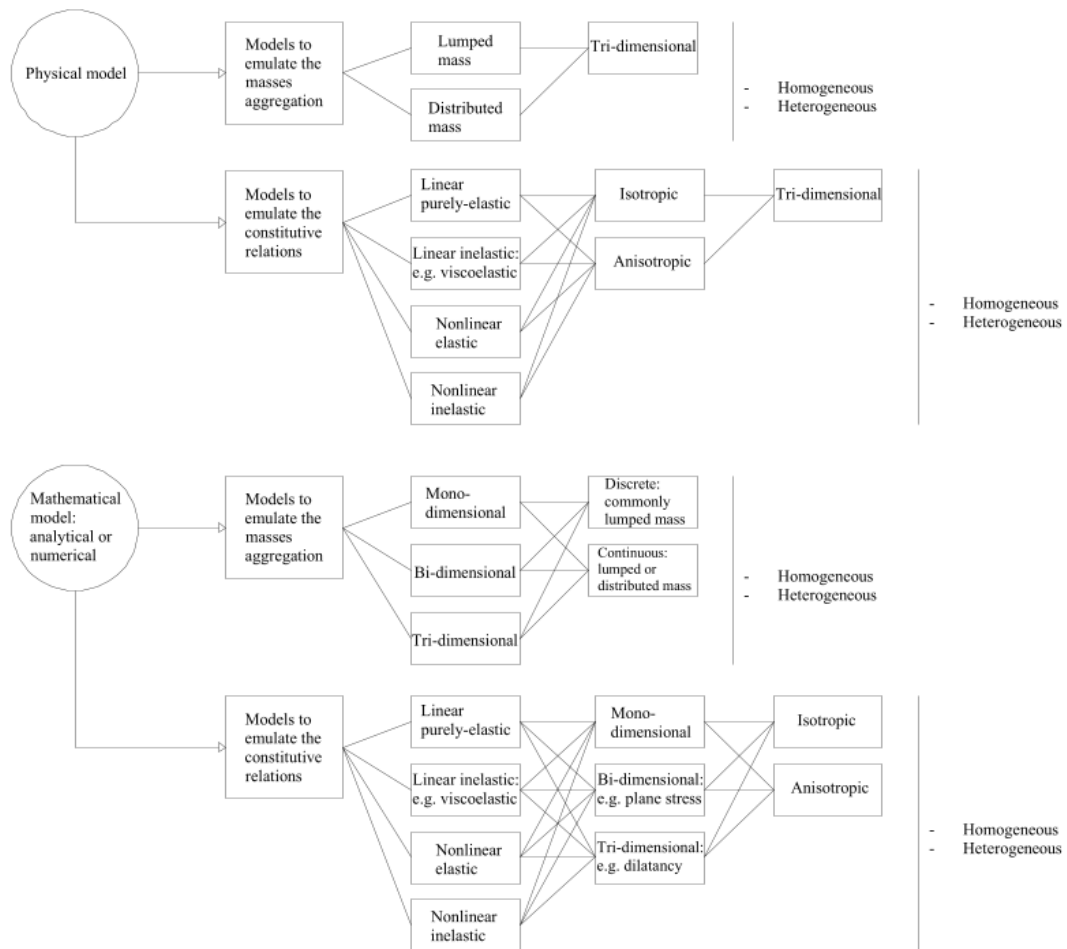 Physical model
Models to
emulate the
masses
aggregation
Lumped
mass
Distributed
mass
Tri-dimensional
- Homogeneous
- Heterogeneous
Models to
emulate the
constitutive
relations
Linear
purely-elastic
Linear inelastic:
e.g. viscoelastic
Nonlinear
elastic
Nonlinear
inelastic
Isotropic
Anisotropic
Tri-dimensional
- Homogeneous
- Heterogeneous
Mathematical
model:
analytical or
numerical
Models to
emulate the
masses
aggregation
Mono-
dimensional
Bi-dimensional
Tri-dimensional
Discrete:
commonly
lumped mass
Continuous:
lumped or
distributed mass
- Homogeneous
- Heterogeneous
Models to
emulate the
constitutive
relations
Linear
purely-elastic
Linear inelastic:
e.g. viscoelastic
Nonlinear
elastic
Nonlinear
inelastic
Mono-
dimensional
Bi-dimensional:
e.g. plane stress
Tri-dimensional:
e.g. dilatancy
Isotropic
Anisotropic
- Homogeneous
- Heterogeneous